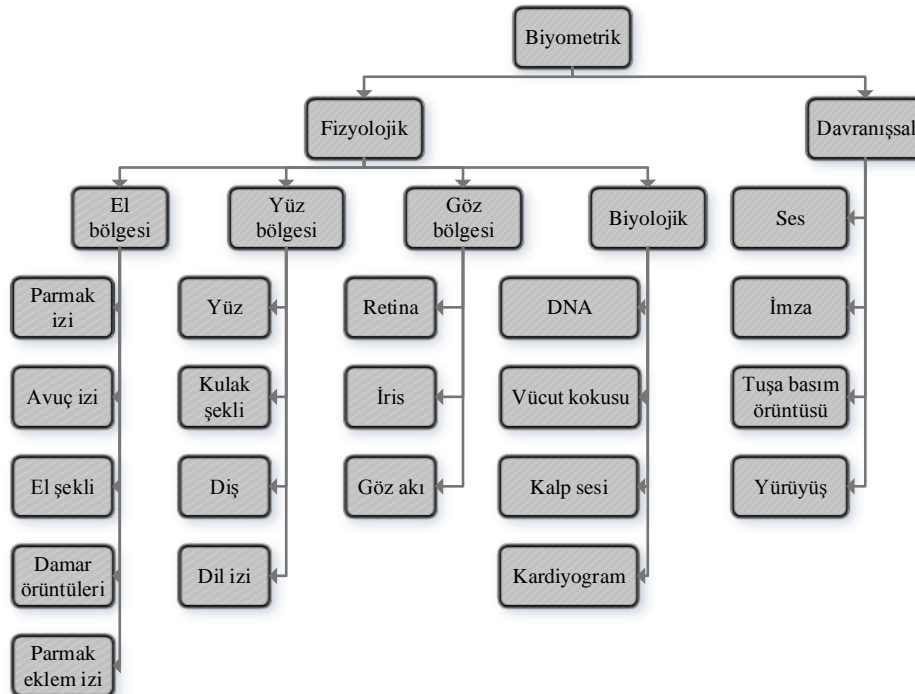 Biyometrik
Fizyolojik
Davranışsal
El
bölgesi
Yüz
bölgesi
Göz
bölgesi
Biyolojik
Ses
Parmak
izi
Yüz
Retina
DNA
İmza
Avuç izi
Kulak
şekli
İris
Vücut kokusu
Tuşa basım
örüntüsü
El şekli
Diş
Göz akı
Kalp sesi
Yürüyüş
Damar
örüntüleri
Dil izi
Kardiyogram
Parmak
eklem izi